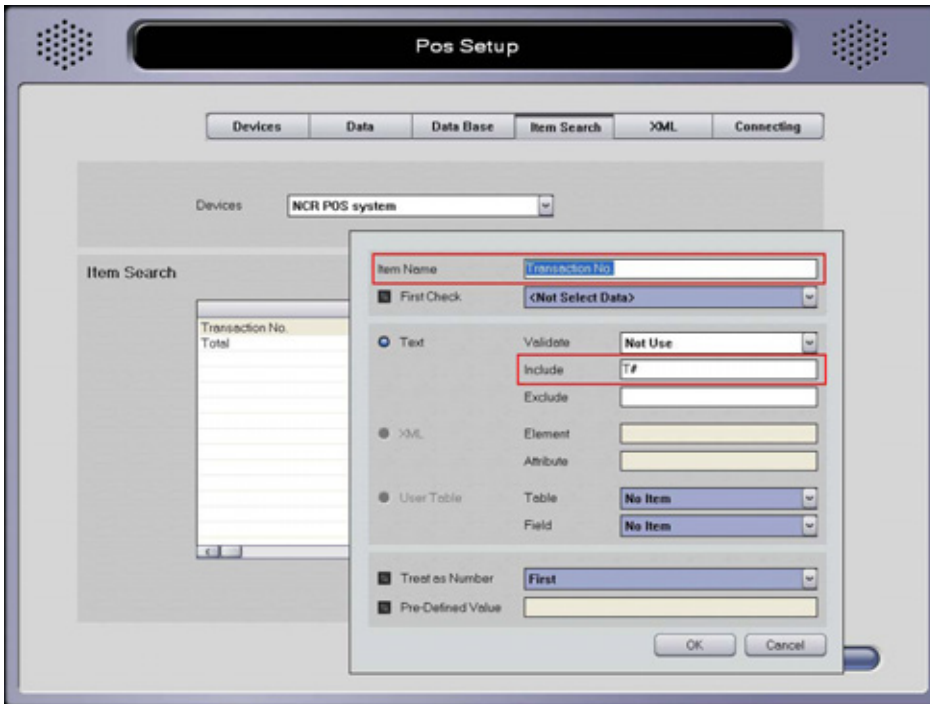 Pos Setup
Devices Data Data Base Item Search XML Connecting
Devices NCR POS system
Item Search
Transaction No.
Total
Item Name Transaction No.
First Check <Not Select Data>
Text Validate Not Use
Include T#
Exclude
XML Element
Attribute
User Table Table No Item
Field No Item
Treat as Number First
Pre-Defined Value
OK Cancel